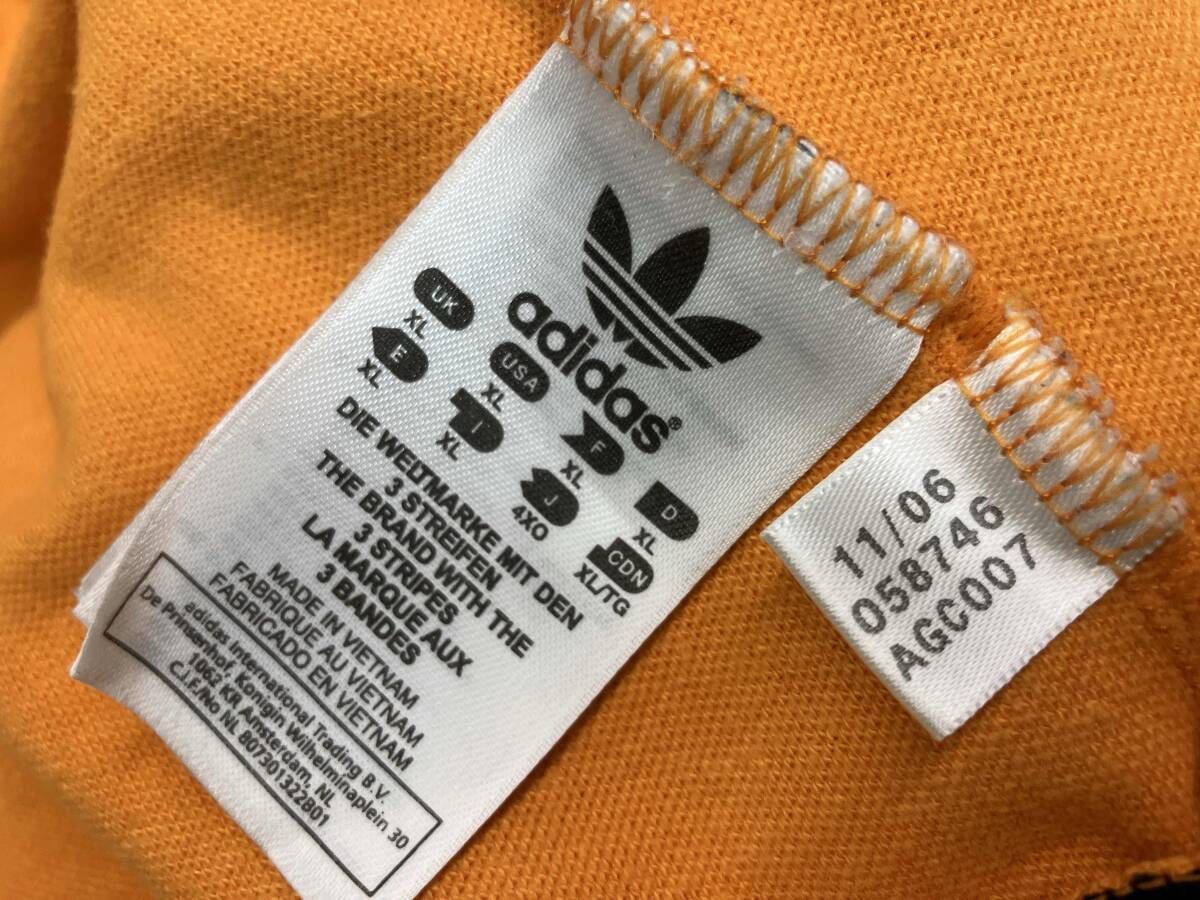 adidas®
UK
XL
USA
XL
F
XL
D
XL
E
XL
I
XL
J
4XO
CDN
XL/TG
DIE WELTMARKE MIT DEN
3 STREIFEN
THE BRAND WITH THE
3 STRIPES
LA MARQUE AUX
3 BANDES
MADE IN VIETNAM
FABRIQUE AU VIETNAM
FABRICADO EN VIETNAM
adidas International Trading B.V.
De Prinsenhof, Konigin Wilhelminaplein 30
1062 KR Amsterdam, NL
C.I.F/No NL 807301322B01
11/06
058746
AGC007